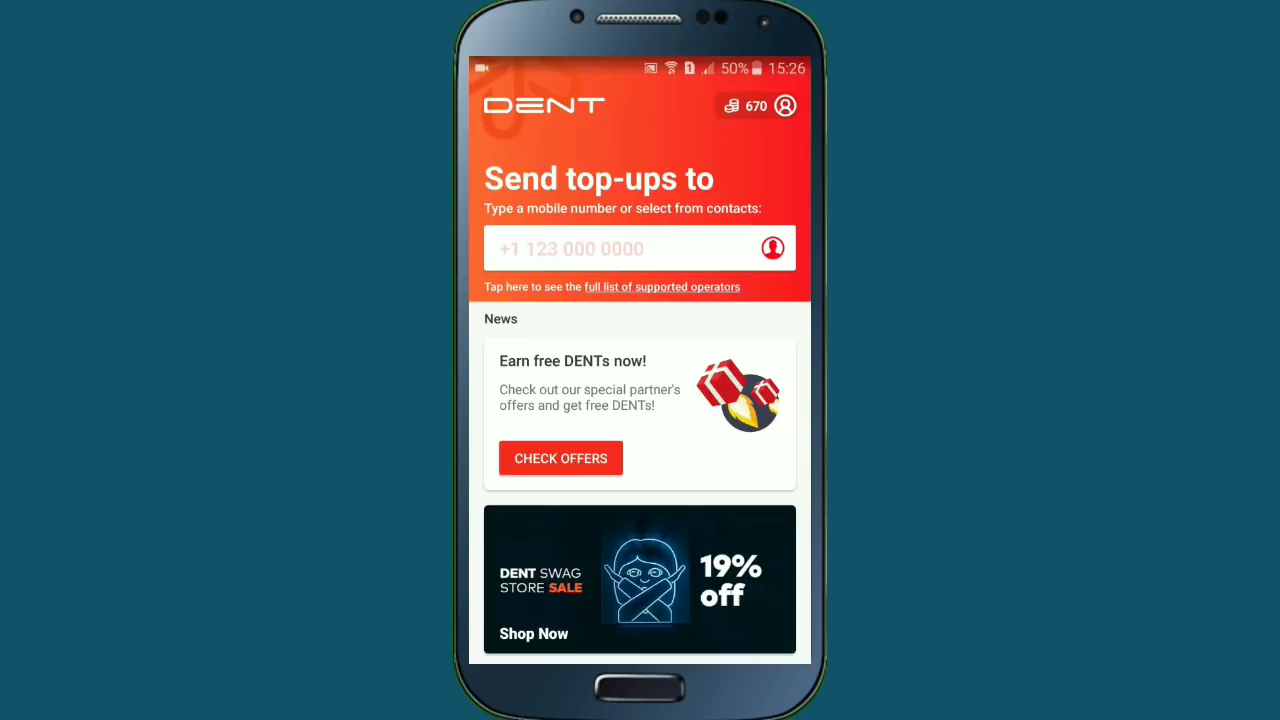 1 50% 15:26
DENT 670
Send top-ups to
Type a mobile number or select from contacts:
+1 123 000 0000
Tap here to see the full list of supported operators
News
Earn free DENTs now!
Check out our special partner's
offers and get free DENTs!
CHECK OFFERS
DENT SWAG
STORE SALE
19%
off
Shop Now